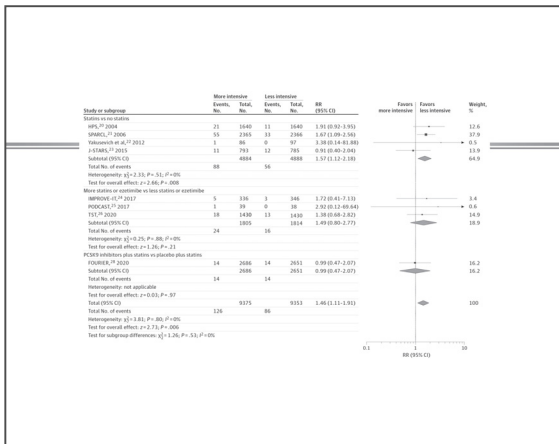 More intensive Less intensive
Study or subgroup Events, No. Total, No. Events, No. Total, No. RR (95% CI) Favors more intensive Favors less intensive Weight, %
Statins vs no statins
HPS,20 2004 21 1640 11 1640 1.91 (0.92-3.95) 12.6
SPARCL,21 2006 55 2365 33 2366 1.67 (1.09-2.56) 37.9
Yakusevich et al,22 2012 1 86 0 97 3.38 (0.14-81.88) 0.5
J-STARS,23 2015 11 793 12 785 0.91 (0.40-2.04) 13.9
Subtotal (95% CI) 4884 4888 1.57 (1.12-2.18) 64.9
Total No. of events 88 56
Heterogeneity: χ²=2.33; P=.51; I²=0%
Test for overall effect: z=2.66; P=.008
More statins or ezetimibe vs less statins or ezetimibe
IMPROVE-IT,24 2017 5 336 3 346 1.72 (0.41-7.13) 3.4
PODCAST,25 2017 1 39 0 38 2.92 (0.12-69.64) 0.6
TST,26 2020 18 1430 13 1430 1.38 (0.68-2.82) 14.9
Subtotal (95% CI) 1805 1814 1.49 (0.80-2.77) 18.9
Total No. of events 24 16
Heterogeneity: χ²=0.25; P=.88; I²=0%
Test for overall effect: z=1.26; P=.21
PCSK9 inhibitors plus statins vs placebo plus statins
FOURIER,28 2020 14 2686 14 2651 0.99 (0.47-2.07) 16.2
Subtotal (95% CI) 2686 2651 0.99 (0.47-2.07) 16.2
Total No. of events 14 14
Heterogeneity: not applicable
Test for overall effect: z=0.03; P=.97
Total (95% CI) 9375 9353 1.46 (1.11-1.91) 100
Total No. of events 126 86
Heterogeneity: χ²=3.81; P=.80; I²=0%
Test for overall effect: z=2.73; P=.006
Test for subgroup differences: χ²=1.26; P=.53; I²=0%
0.1 1 10
RR (95% CI)